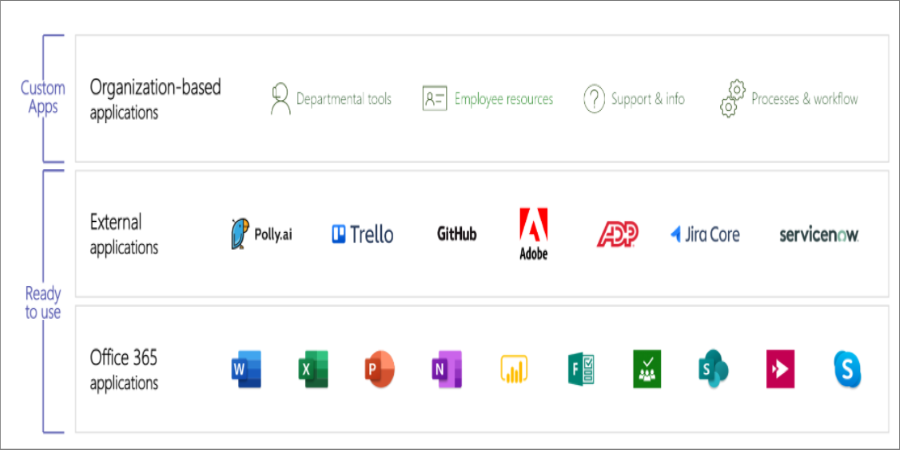 Custom
Apps
Organization-based
applications
Departmental tools
Employee resources
Support & info
Processes & workflow
Ready
to use
External
applications
Polly.ai
Trello
GitHub
Adobe
ADP
Jira Core
servicenow
Office 365
applications
W
X
P
N
F
S
S